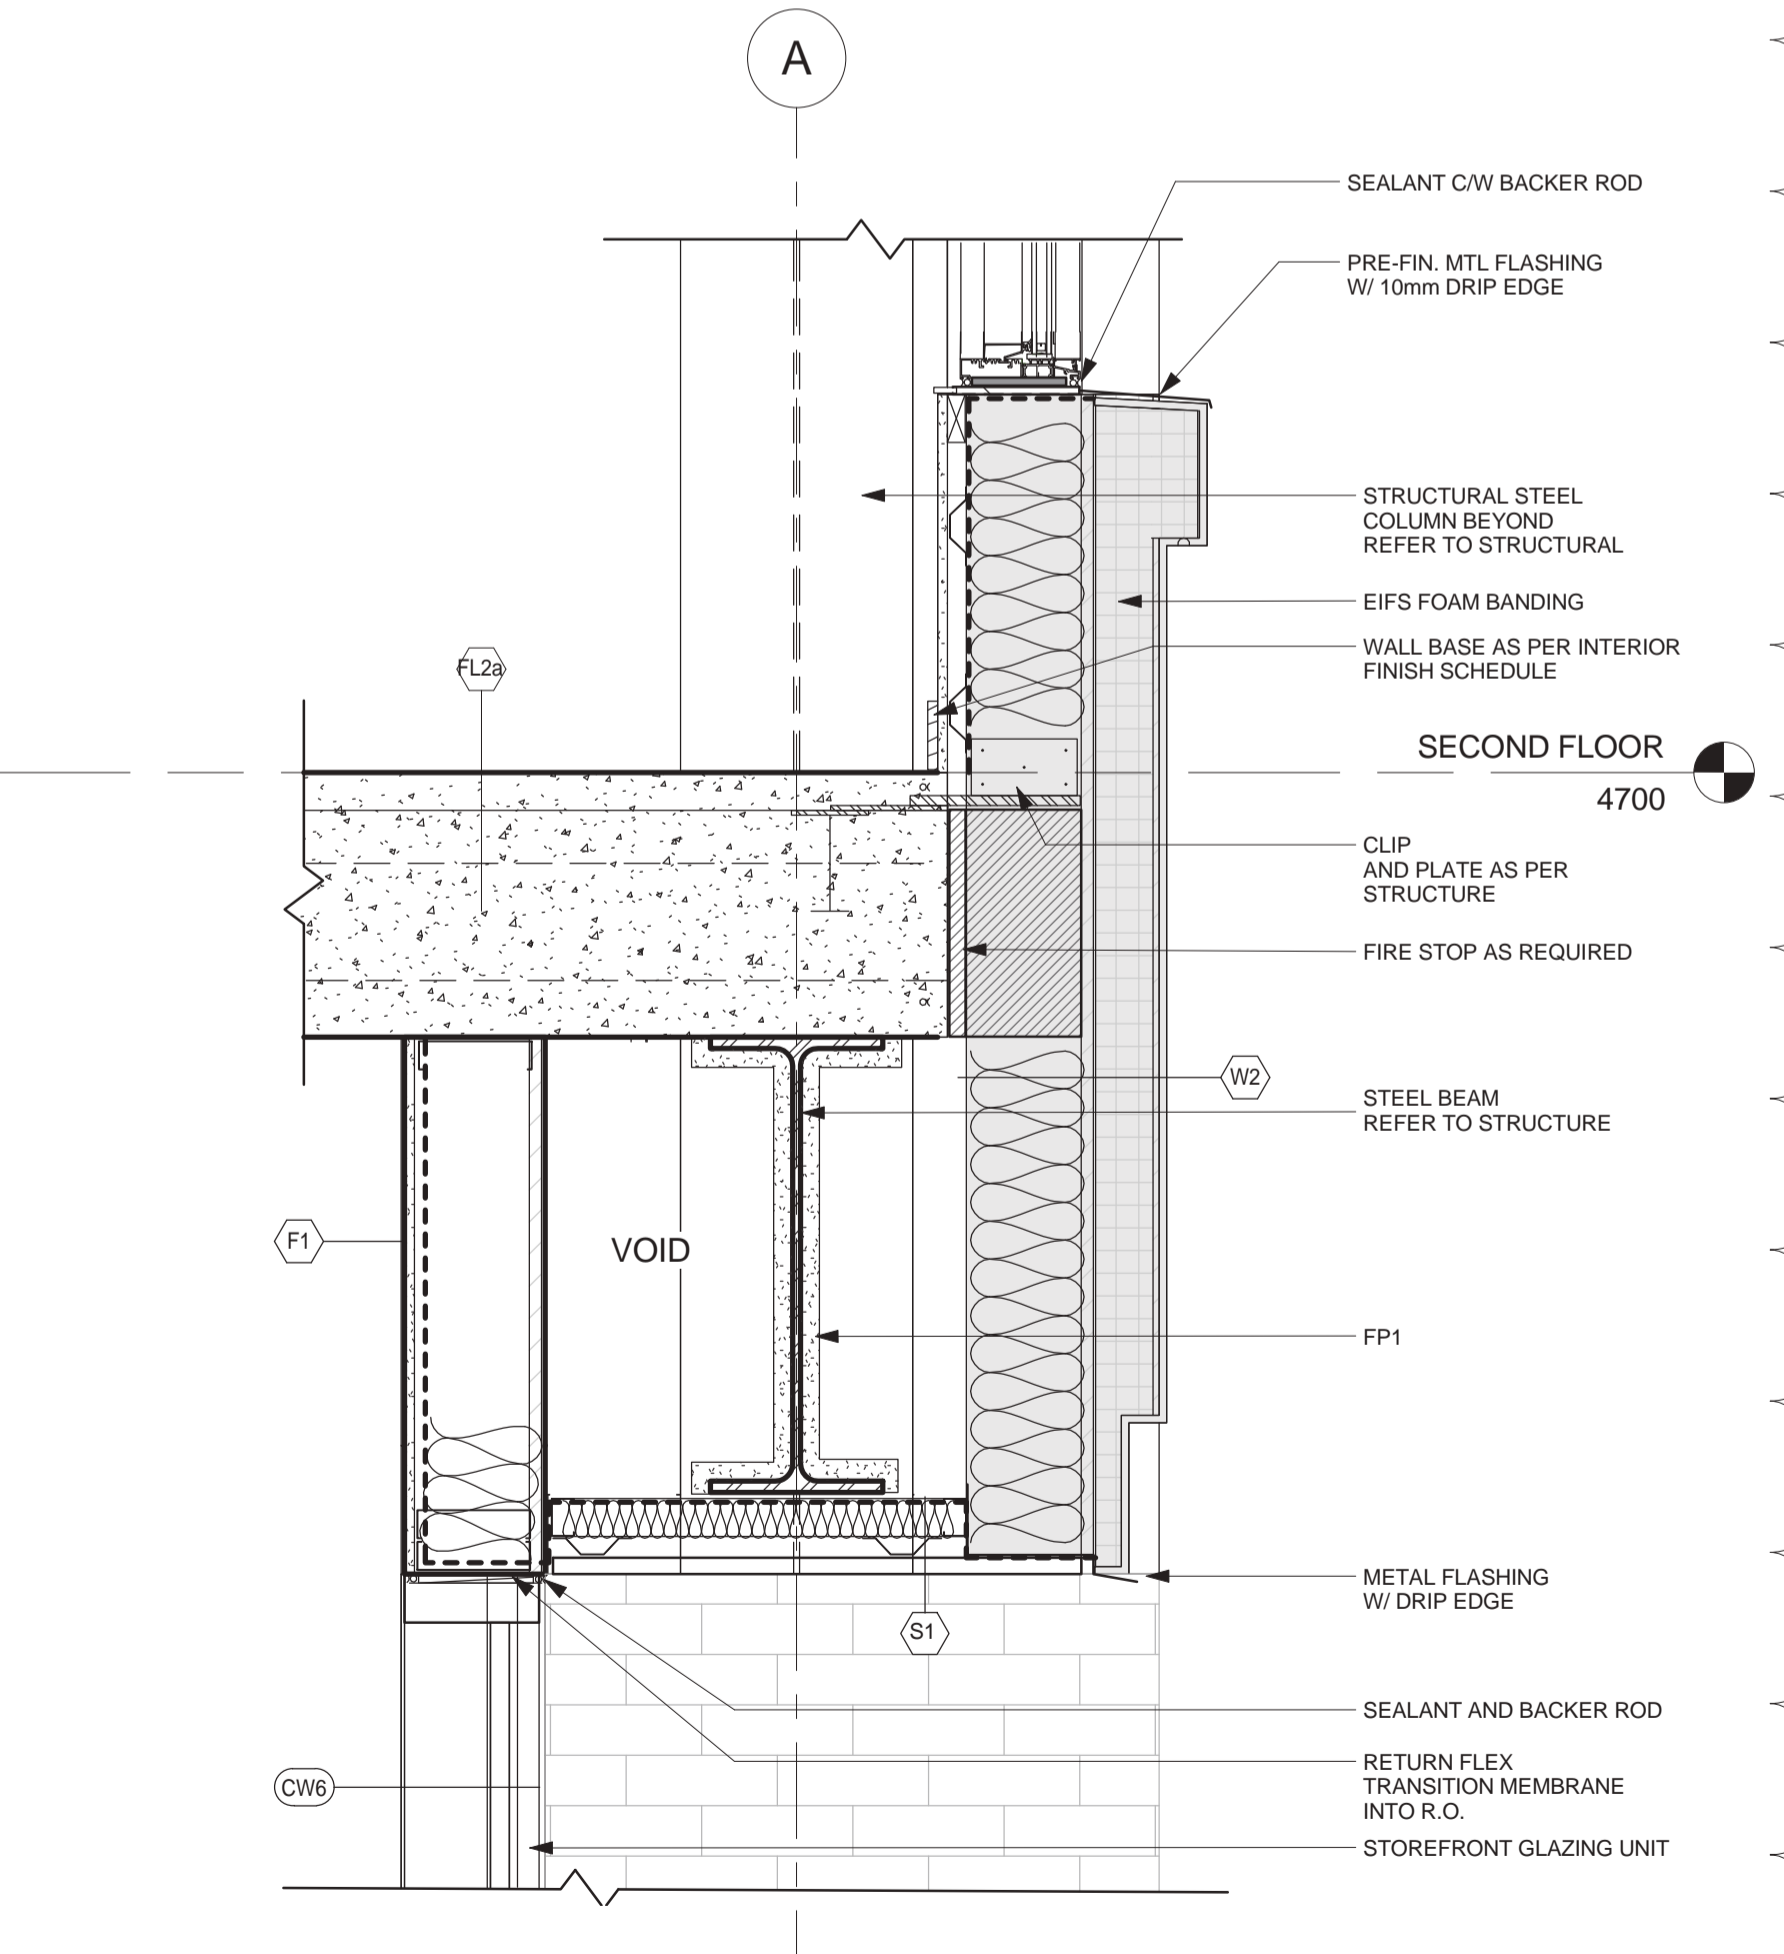 A
SEALANT C/W BACKER ROD
PRE-FIN. MTL FLASHING
W/ 10mm DRIP EDGE
STRUCTURAL STEEL
COLUMN BEYOND
REFER TO STRUCTURAL
EIFS FOAM BANDING
WALL BASE AS PER INTERIOR
FINISH SCHEDULE
FL2a
SECOND FLOOR
4700
CLIP
AND PLATE AS PER
STRUCTURE
FIRE STOP AS REQUIRED
W2
STEEL BEAM
REFER TO STRUCTURE
F1
VOID
FP1
METAL FLASHING
W/ DRIP EDGE
S1
SEALANT AND BACKER ROD
RETURN FLEX
TRANSITION MEMBRANE
INTO R.O.
CW6
STOREFRONT GLAZING UNIT